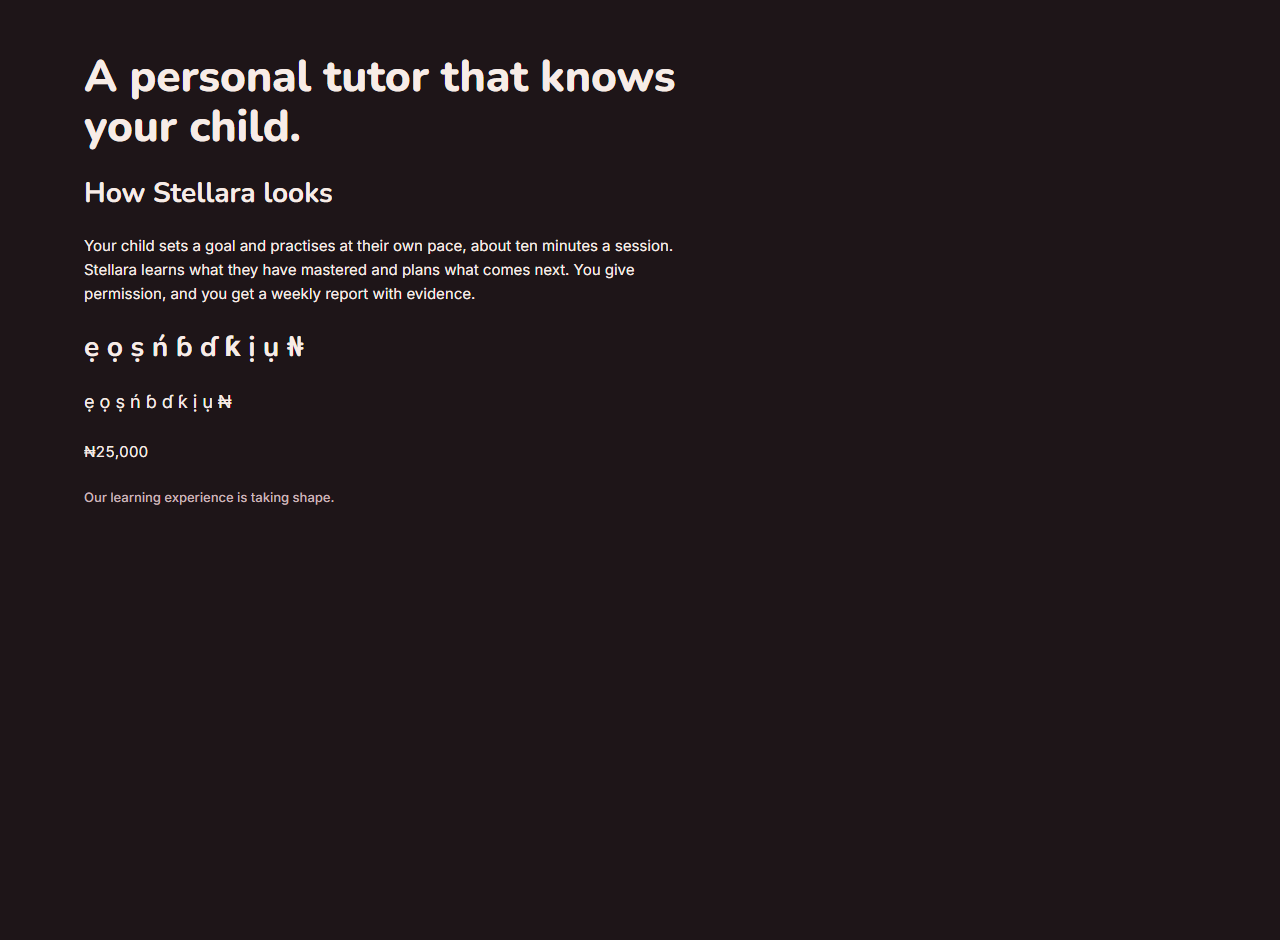 A personal tutor that knows
your child.
How Stellara looks
Your child sets a goal and practises at their own pace, about ten minutes a session.
Stellara learns what they have mastered and plans what comes next. You give
permission, and you get a weekly report with evidence.
ẹ ọ ṣ ń ɓ ɗ ƙ ị ụ ₦
ẹ ọ ṣ ń ɓ ɗ ƙ ị ụ ₦
₦25,000
Our learning experience is taking shape.